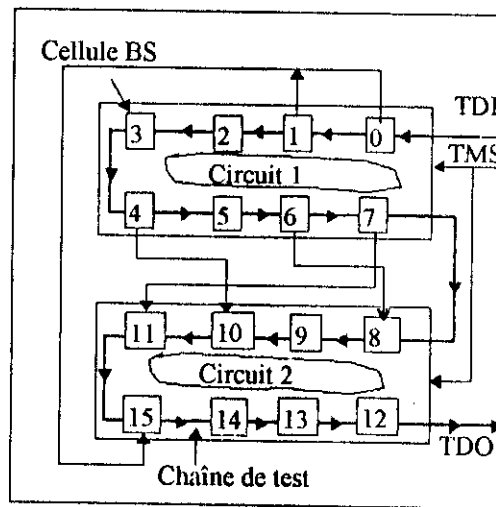 Cellule BS
TDI
3 2 1 0
TMS
Circuit 1
4 5 6 7
11 10 9 8
Circuit 2
15 14 13 12
TDO
Chaîne de test